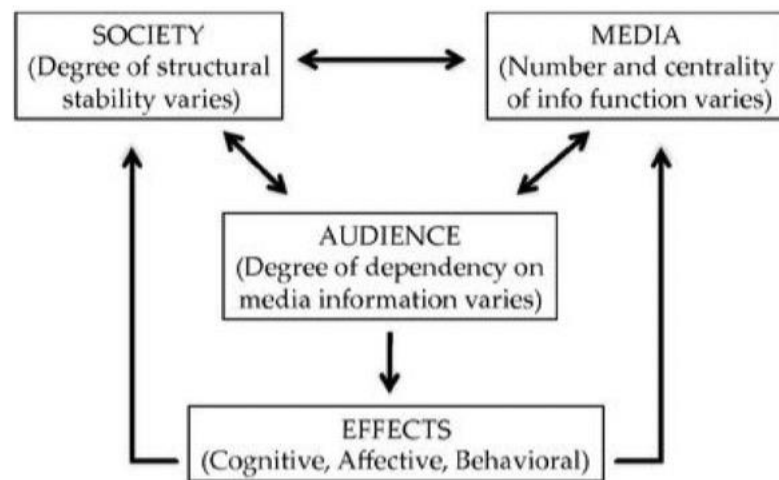 SOCIETY
(Degree of structural
stability varies)
MEDIA
(Number and centrality
of info function varies)
AUDIENCE
(Degree of dependency on
media information varies)
EFFECTS
(Cognitive, Affective, Behavioral)